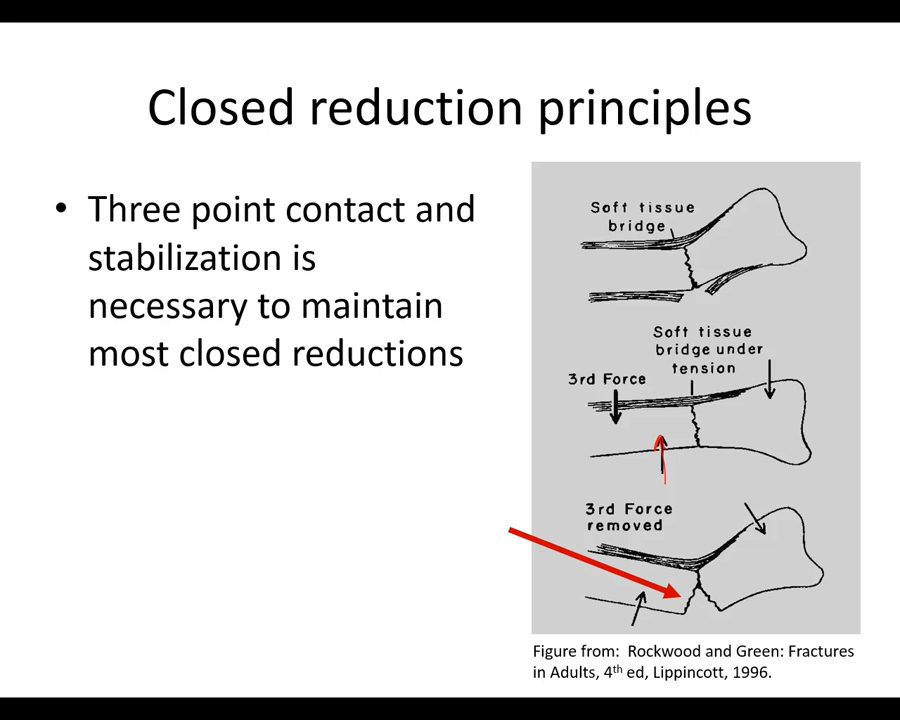 Closed reduction principles
• Three point contact and
stabilization is
necessary to maintain
most closed reductions
Soft tissue
bridge
Soft tissue
bridge under
tension
3rd Force
3rd Force
removed
Figure from:  Rockwood and Green: Fractures
in Adults, 4th ed, Lippincott, 1996.